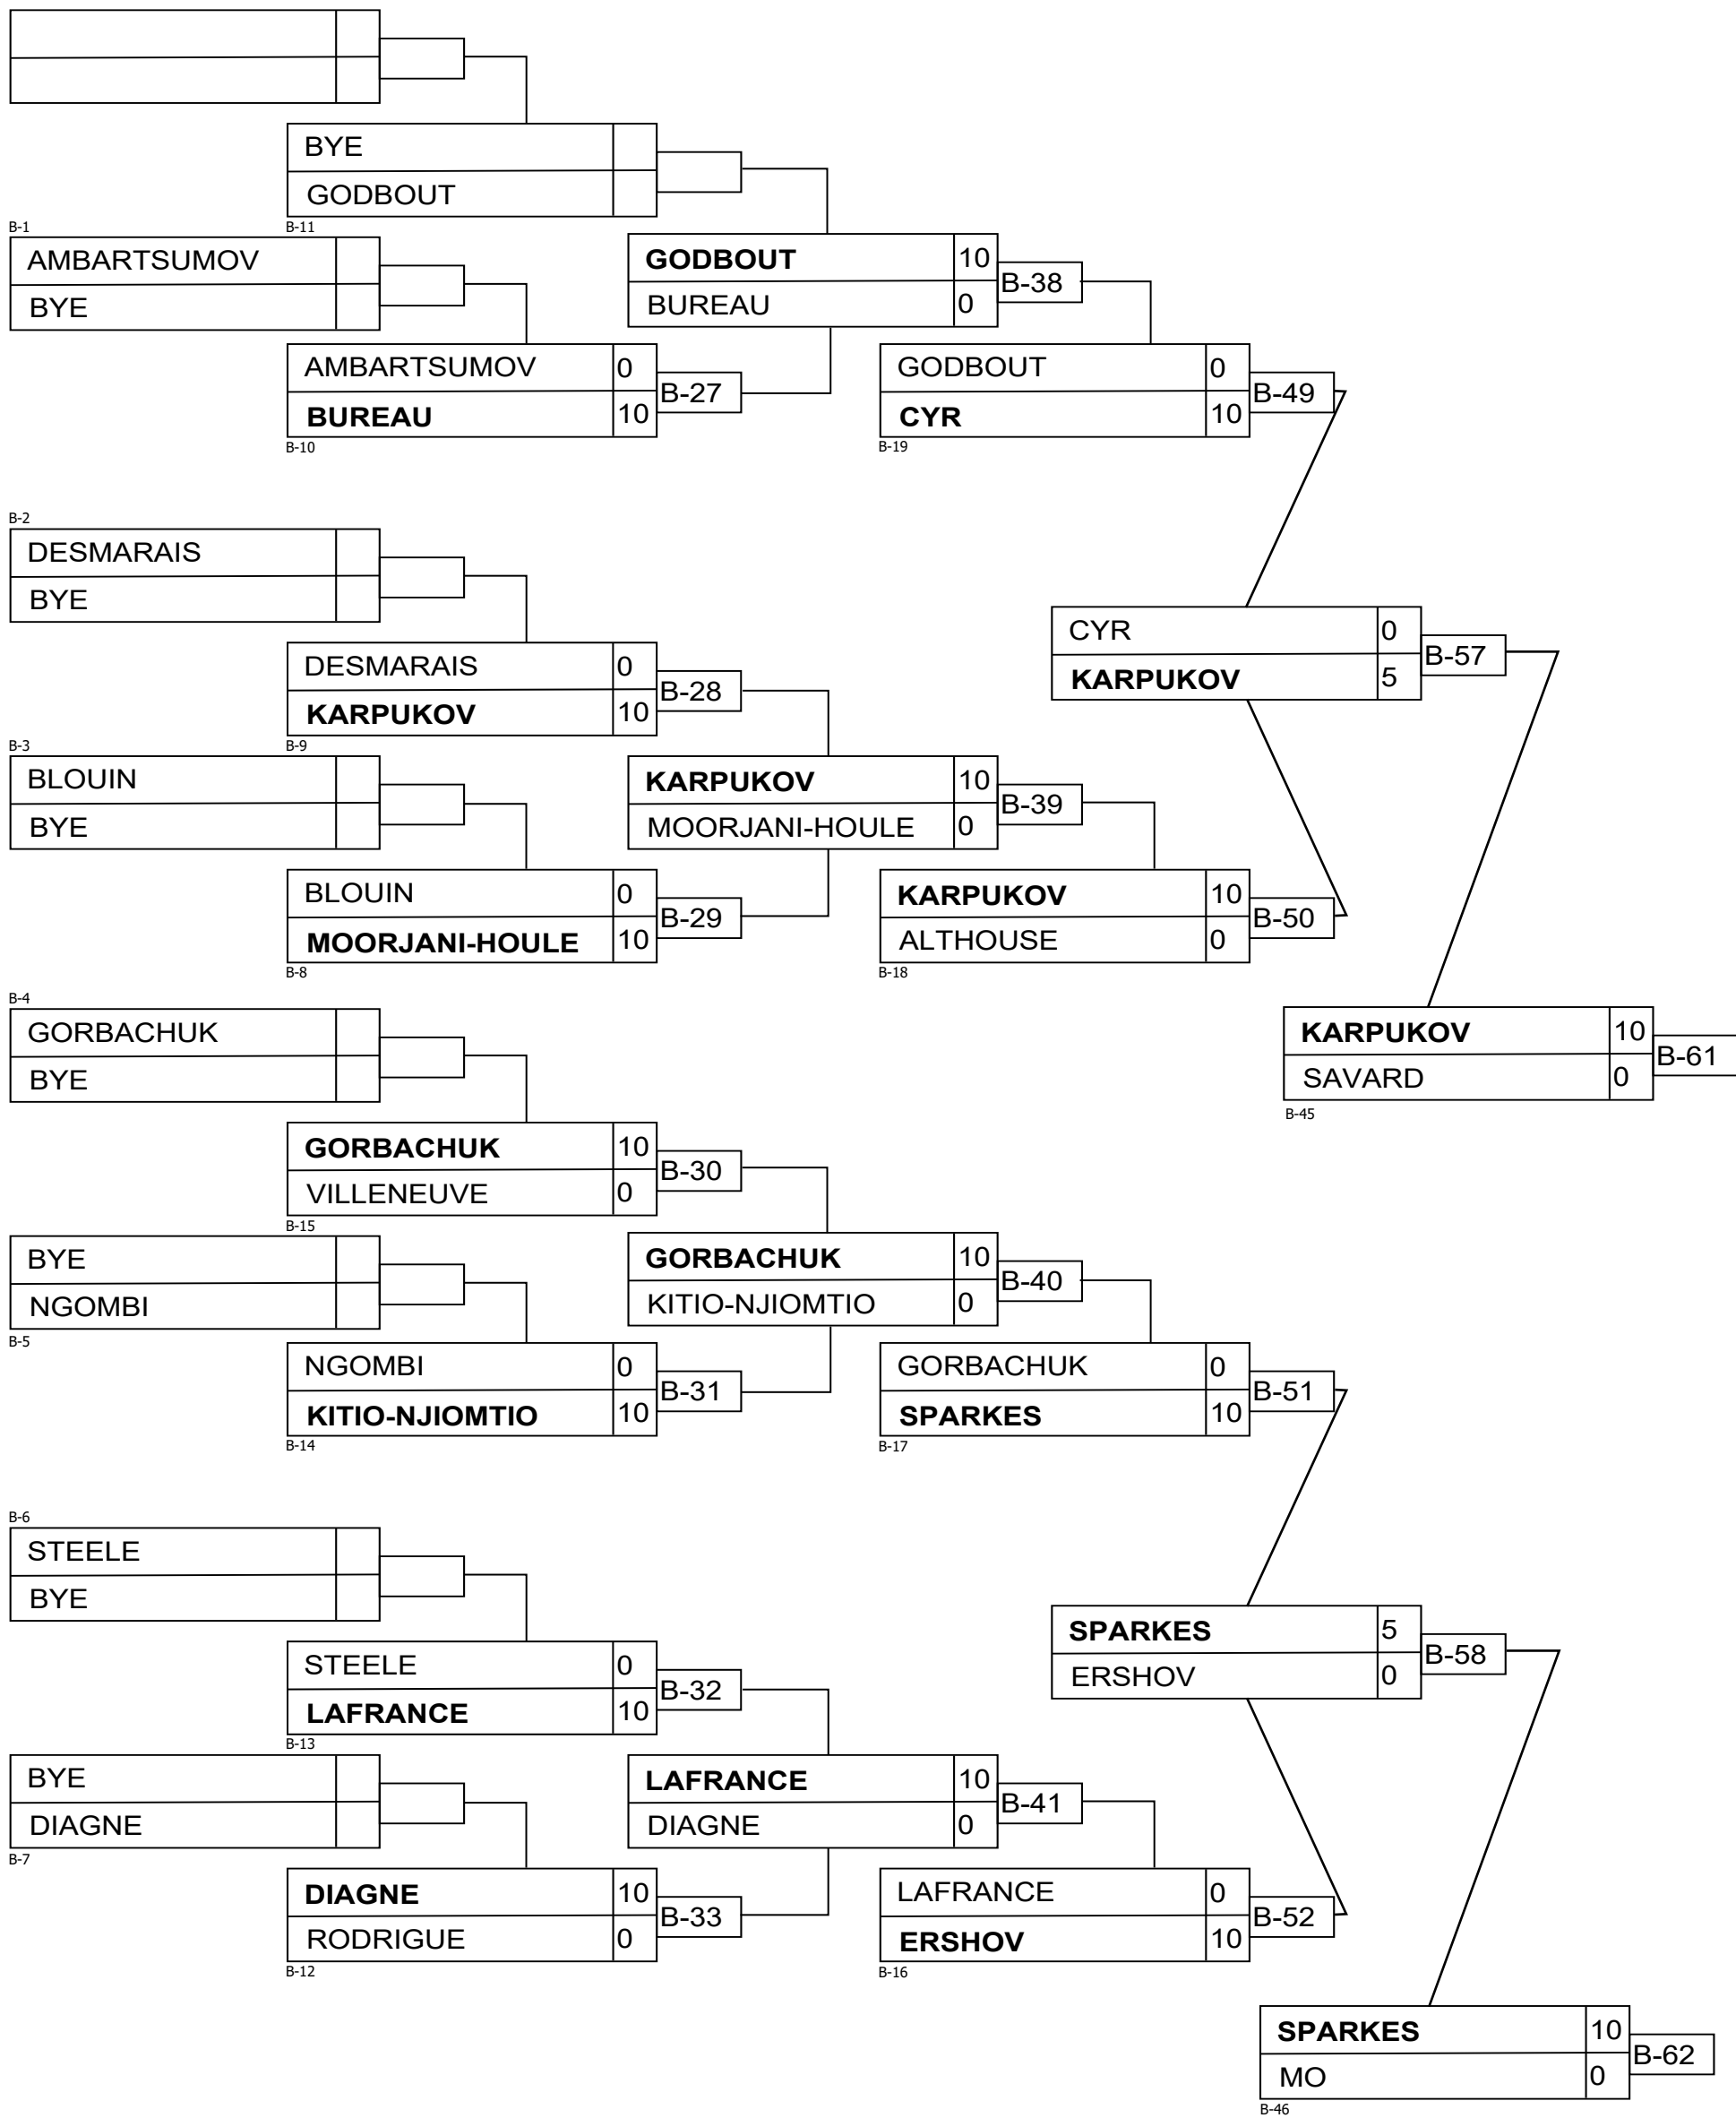 BYE
GODBOUT
B-1
B-11
AMBARTSUMOV
BYE
GODBOUT 10
BUREAU 0
B-38
AMBARTSUMOV 0
BUREAU 10
B-27
B-10
GODBOUT 0
CYR 10
B-49
B-19
B-2
DESMARAIS
BYE
CYR 0
KARPUKOV 5
B-57
DESMARAIS 0
KARPUKOV 10
B-28
B-3
B-9
BLOUIN
BYE
KARPUKOV 10
MOORJANI-HOULE 0
B-39
BLOUIN 0
MOORJANI-HOULE 10
B-29
B-8
KARPUKOV 10
ALTHOUSE 0
B-50
B-18
B-4
GORBACHUK
BYE
KARPUKOV 10
SAVARD 0
B-61
B-45
GORBACHUK 10
VILLENEUVE 0
B-30
B-15
BYE
NGOMBI
B-5
GORBACHUK 10
KITIO-NJIOMTIO 0
B-40
NGOMBI 0
KITIO-NJIOMTIO 10
B-31
B-14
GORBACHUK 0
SPARKES 10
B-51
B-17
B-6
STEELE
BYE
SPARKES 5
ERSHOV 0
B-58
STEELE 0
LAFRANCE 10
B-32
B-13
BYE
DIAGNE
B-7
LAFRANCE 10
DIAGNE 0
B-41
DIAGNE 10
RODRIGUE 0
B-33
B-12
LAFRANCE 0
ERSHOV 10
B-52
B-16
SPARKES 10
MO 0
B-62
B-46